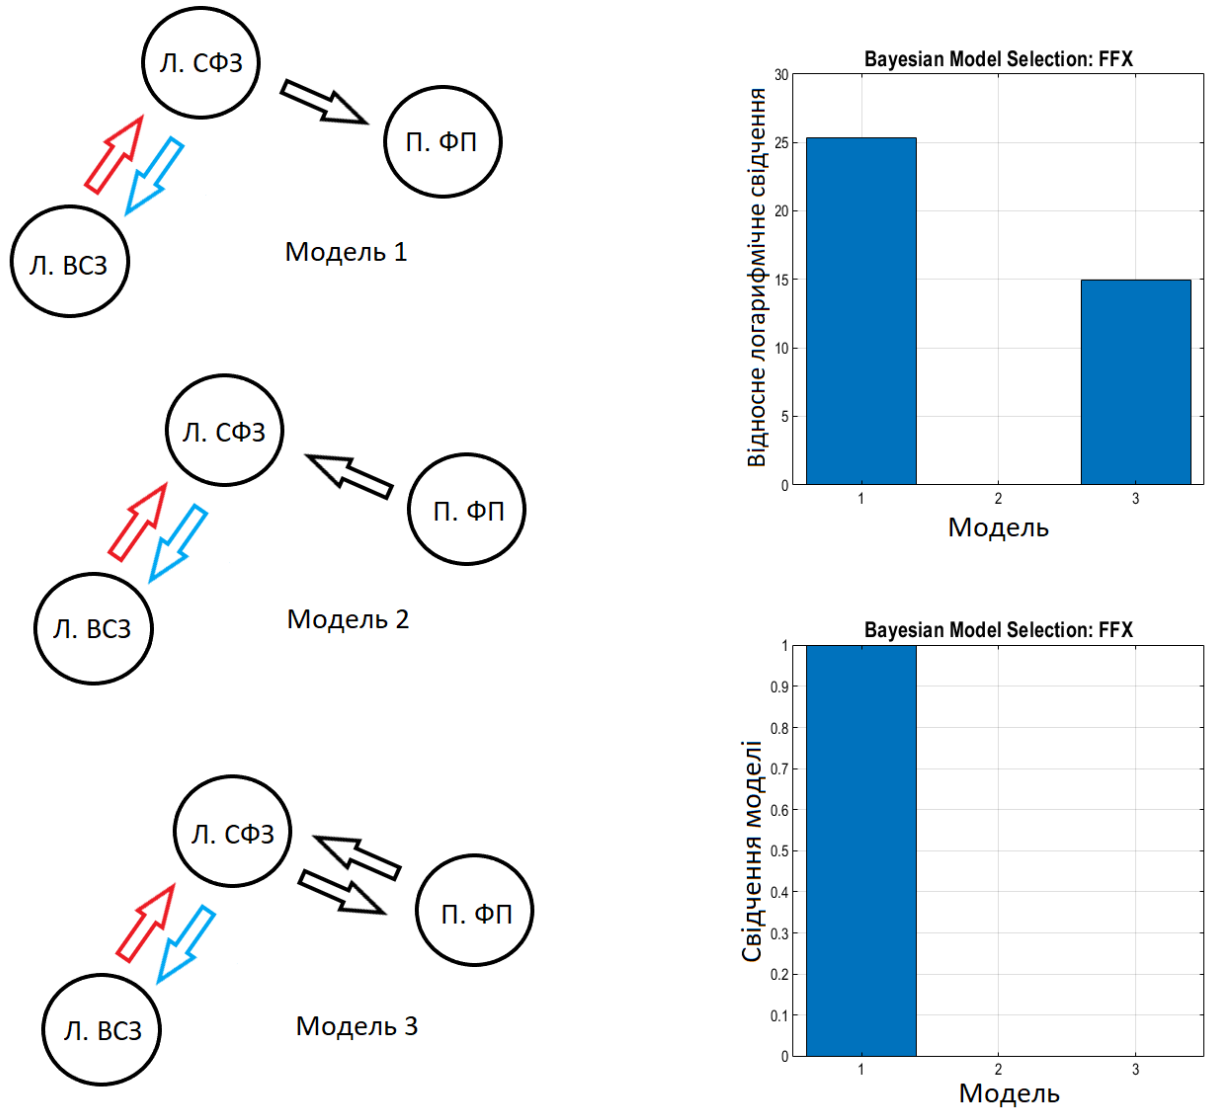 Л. СФЗ
П. ФП
Л. ВСЗ
Модель 1
Л. СФЗ
П. ФП
Л. ВСЗ
Модель 2
Л. СФЗ
П. ФП
Л. ВСЗ
Модель 3
Bayesian Model Selection: FFX
Відносне логарифмічне свідчення
30
25
20
15
10
5
0
1 2 3
Модель
Bayesian Model Selection: FFX
Свідчення моделі
1
0.9
0.8
0.7
0.6
0.5
0.4
0.3
0.2
0.1
0
1 2 3
Модель